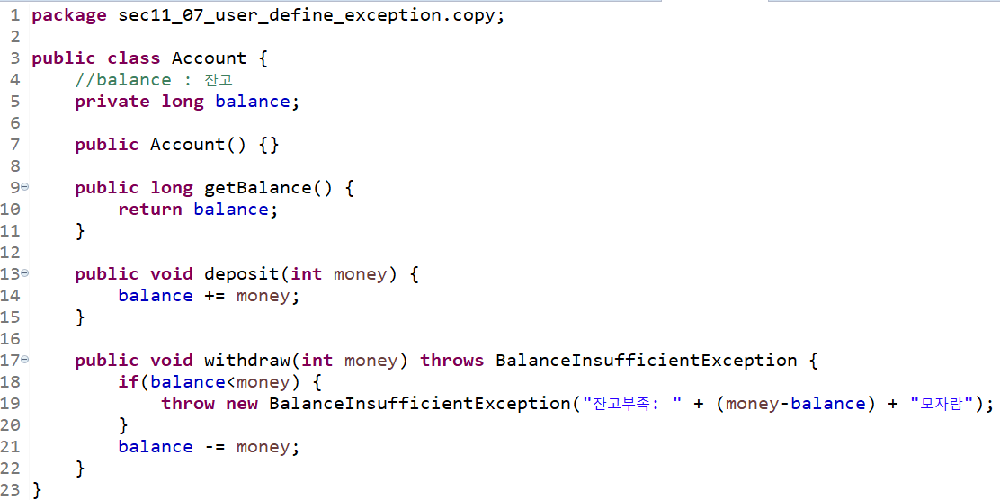 1 package sec11_07_user_define_exception.copy;
2
3 public class Account {
4     //balance : 잔고
5     private long balance;
6
7     public Account() {}
8
9     public long getBalance() {
10         return balance;
11     }
12
13     public void deposit(int money) {
14         balance += money;
15     }
16
17     public void withdraw(int money) throws BalanceInsufficientException {
18         if(balance<money) {
19             throw new BalanceInsufficientException("잔고부족: " + (money-balance) + "모자람");
20         }
21         balance -= money;
22     }
23 }